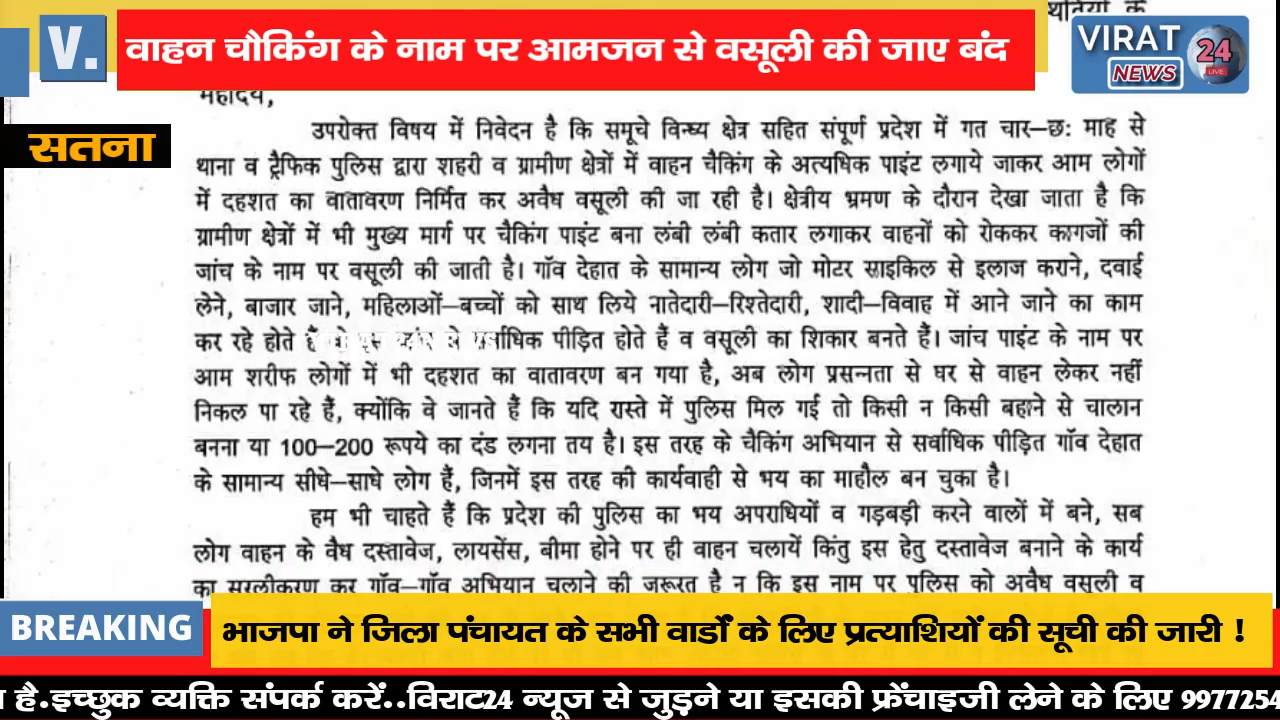 थितियों के
V.
वाहन चौकिंग के नाम पर आमजन से वसूली की जाए बंद
VIRAT
24
LIVE
NEWS
महोदय,
सतना
उपरोक्त विषय में निवेदन है कि समूचे विन्ध्य क्षेत्र सहित संपूर्ण प्रदेश में गत चार–छः माह से
थाना व ट्रैफिक पुलिस द्वारा शहरी व ग्रामीण क्षेत्रों में वाहन चैकिंग के अत्यधिक पाइंट लगाये जाकर आम लोगों
में दहशत का वातावरण निर्मित कर अवैध वसूली की जा रही है। क्षेत्रीय भ्रमण के दौरान देखा जाता है कि
ग्रामीण क्षेत्रों में भी मुख्य मार्ग पर चैकिंग पाइंट बना लंबी लंबी कतार लगाकर वाहनों को रोककर कागजों की
जांच के नाम पर वसूली की जाती है। गॉव देहात के सामान्य लोग जो मोटर साइकिल से इलाज कराने, दवाई
लेने, बाजार जाने, महिलाओं–बच्चों को साथ लिये नातेदारी–रिश्तेदारी, शादी–विवाह में आने जाने का काम
कर रहे होते हैं सर्वाधिक पीड़ित होते हैं व वसूली का शिकार बनते हैं। जांच पाइंट के नाम पर
आम शरीफ लोगों में भी दहशत का वातावरण बन गया है, अब लोग प्रसन्नता से घर से वाहन लेकर नहीं
निकल पा रहे हैं, क्योंकि वे जानते हैं कि यदि रास्ते में पुलिस मिल गई तो किसी न किसी बहाने से चालान
बनना या 100–200 रूपये का दंड लगना तय है। इस तरह के चैकिंग अभियान से सर्वाधिक पीड़ित गॉव देहात
के सामान्य सीधे–साधे लोग हैं, जिनमें इस तरह की कार्यवाही से भय का माहौल बन चुका है।
हम भी चाहते हैं कि प्रदेश की पुलिस का भय अपराधियों व गड़बड़ी करने वालों में बने, सब
लोग वाहन के वैध दस्तावेज, लायसेंस, बीमा होने पर ही वाहन चलायें किंतु इस हेतु दस्तावेज बनाने के कार्य
का सरलीकरण कर गॉव–गॉव अभियान चलाने की जरूरत है न कि इस नाम पर पुलिस को अवैध वसूली व
BREAKING
भाजपा ने जिला पंचायत के सभी वार्डों के लिए प्रत्याशियों की सूची की जारी !
है.इच्छुक व्यक्ति संपर्क करें..विराट24 न्यूज से जुड़ने या इसकी फ्रेंचाइजी लेने के लिए 9977254